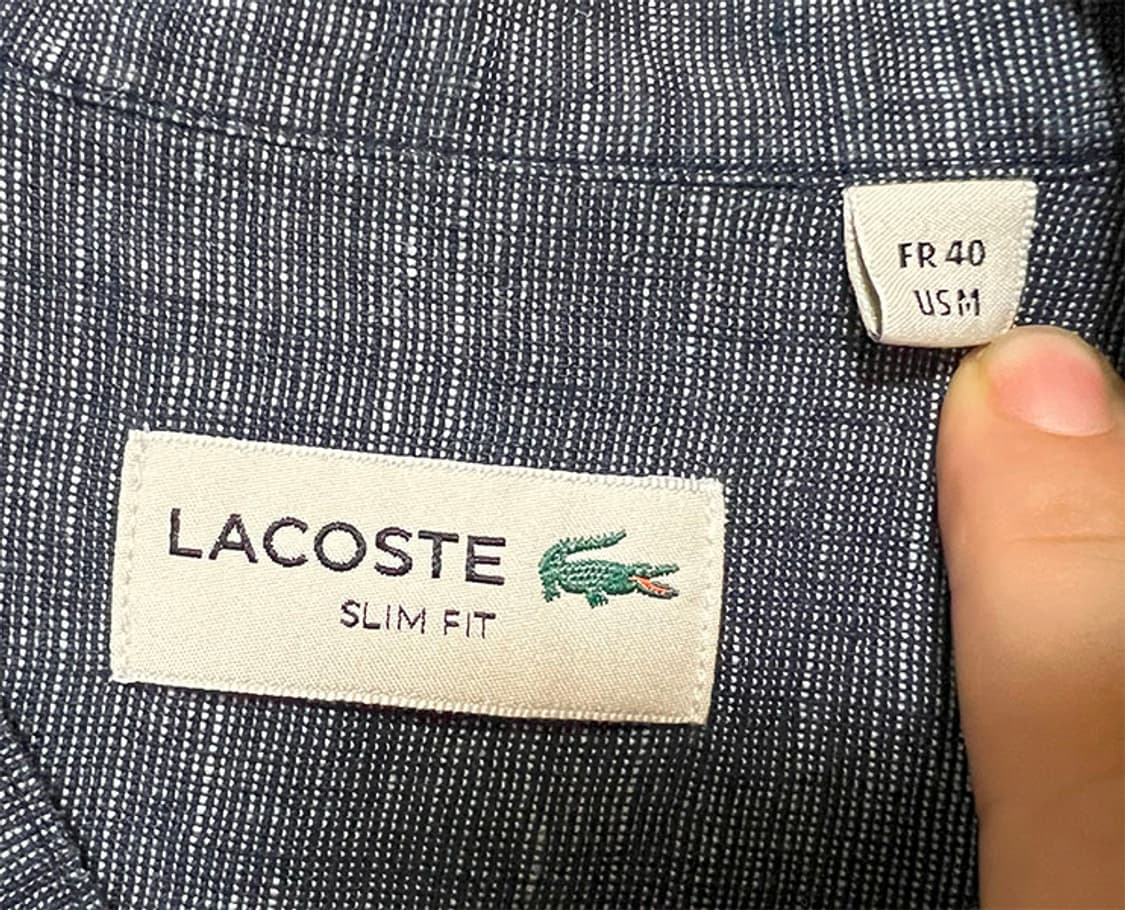 FR 40
US M
LACOSTE
SLIM FIT